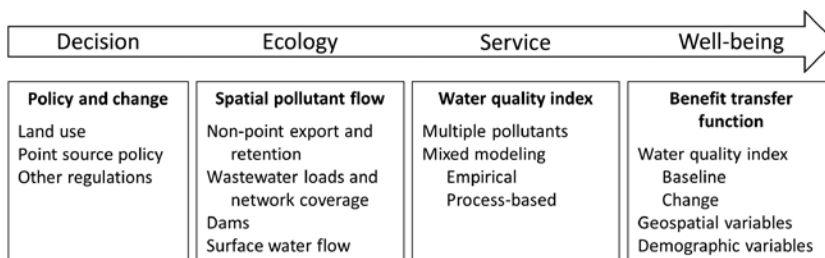 Decision Ecology Service Well-being
Policy and change
Land use
Point source policy
Other regulations
Spatial pollutant flow
Non-point export and
retention
Wastewater loads and
network coverage
Dams
Surface water flow
Water quality index
Multiple pollutants
Mixed modeling
Empirical
Process-based
Benefit transfer
function
Water quality index
Baseline
Change
Geospatial variables
Demographic variables